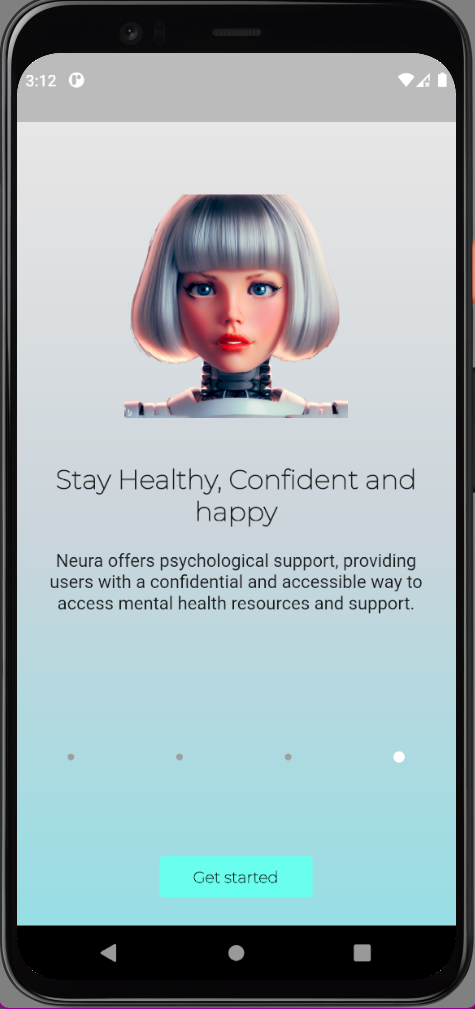 3:12
Stay Healthy, Confident and
happy
Neura offers psychological support, providing
users with a confidential and accessible way to
access mental health resources and support.
Get started